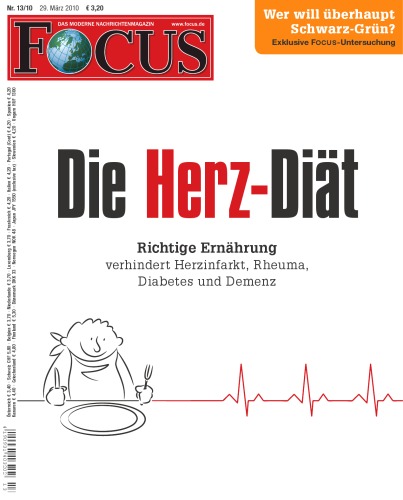 Nr. 13/10 29. März 2010 € 3,20
DAS MODERNE NACHRICHTENMAGAZIN www.focus.de
FOCUS
Wer will überhaupt
Schwarz-Grün?
Exklusive FOCUS-Untersuchung
Die Herz-Diät
Richtige Ernährung
verhindert Herzinfarkt, Rheuma,
Diabetes und Demenz